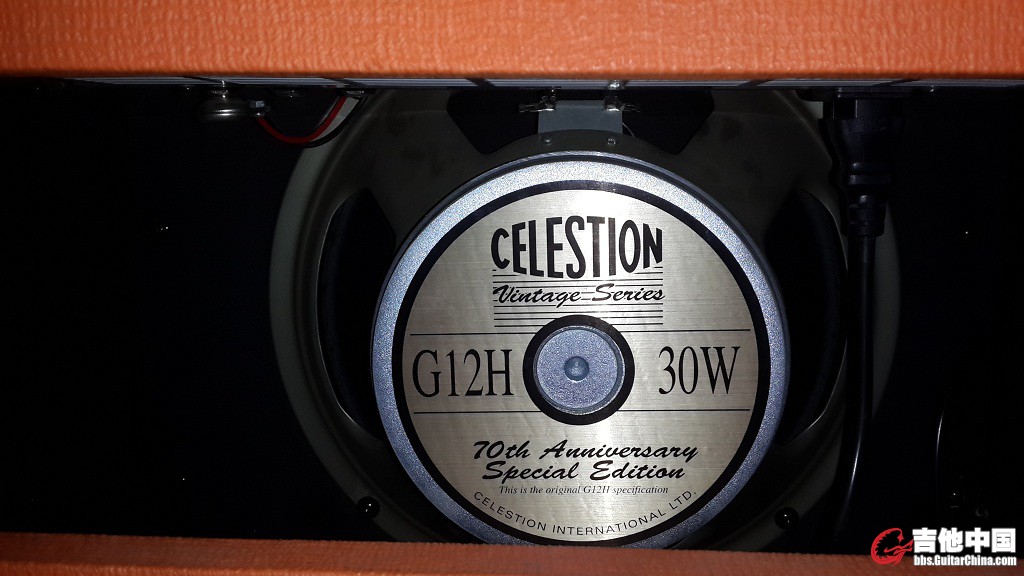 CELESTION
Vintage-Series
G12H 30W
70th Anniversary
Special Edition
This is the original G12H specification
CELESTION INTERNATIONAL LTD.
吉他中国
bbs.GuitarChina.com